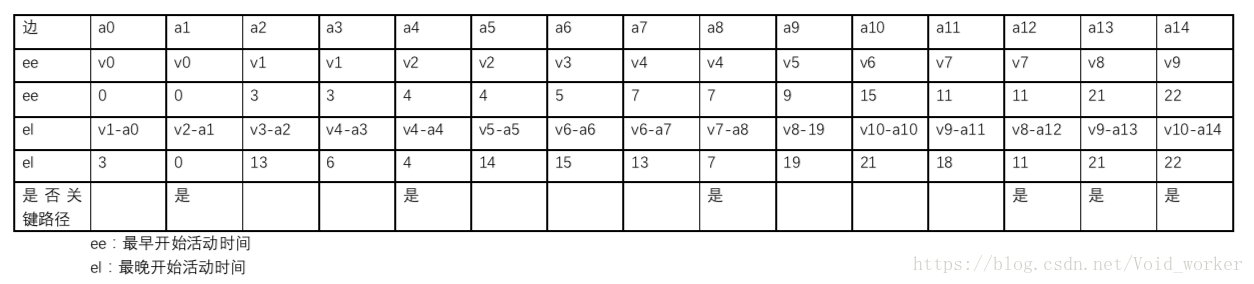 边 a0 a1 a2 a3 a4 a5 a6 a7 a8 a9 a10 a11 a12 a13 a14
ee v0 v0 v1 v1 v2 v2 v3 v4 v4 v5 v6 v7 v7 v8 v9
ee 0 0 3 3 4 4 5 7 7 9 15 11 11 21 22
el v1-a0 v2-a1 v3-a2 v4-a3 v4-a4 v5-a5 v6-a6 v6-a7 v7-a8 v8-19 v10-a10 v9-a11 v8-a12 v9-a13 v10-a14
el 3 0 13 6 4 14 15 13 7 19 21 18 11 21 22
是否关 是 是 是 是 是 是
键路径
ee：最早开始活动时间
el：最晚开始活动时间
https://blog.csdn.net/Void_worker